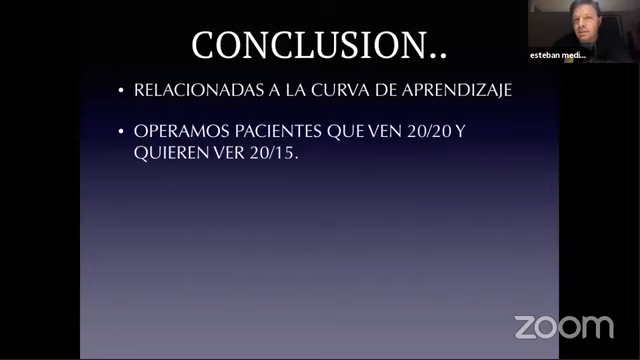 CONCLUSION..
esteban medi...
• RELACIONADAS A LA CURVA DE APRENDIZAJE
• OPERAMOS PACIENTES QUE VEN 20/20 Y
QUIEREN VER 20/15.
zoom